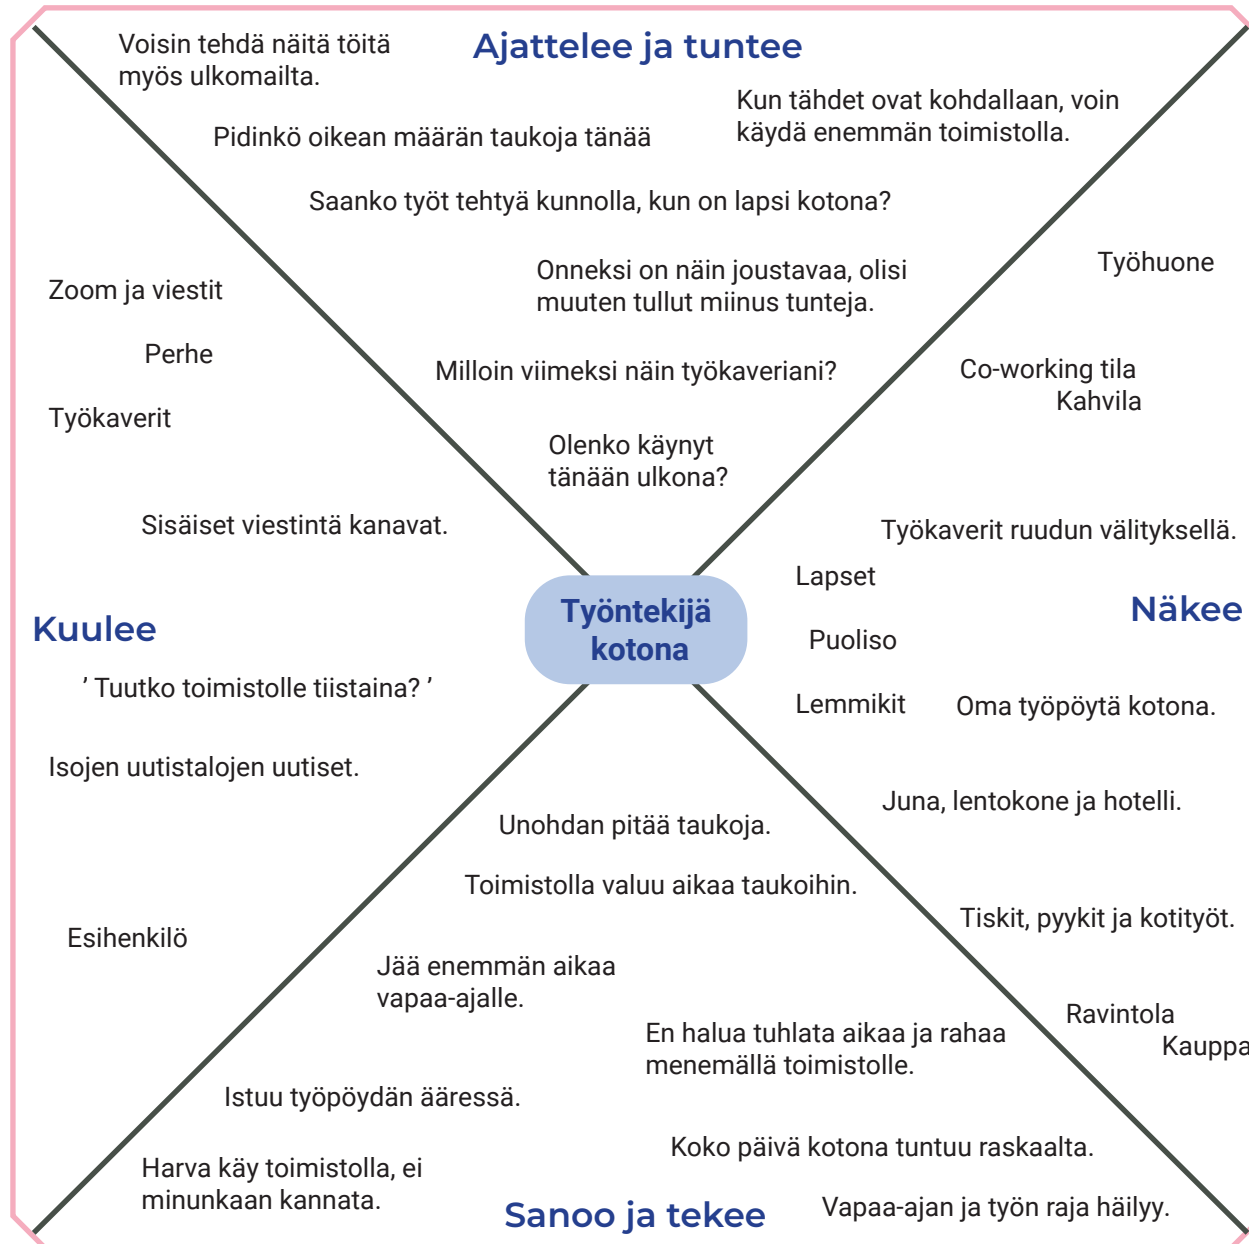 Ajattelee ja tuntee
Voisin tehdä näitä töitä
myös ulkomailta.
Kun tähdet ovat kohdallaan, voin
käydä enemmän toimistolla.
Pidinkö oikean määrän taukoja tänää
Saanko työt tehtyä kunnolla, kun on lapsi kotona?
Onneksi on näin joustavaa, olisi
muuten tullut miinus tunteja.
Milloin viimeksi näin työkaveriani?
Olenko käynyt
tänään ulkona?
Zoom ja viestit
Perhe
Työkaverit
Sisäiset viestintä kanavat.
Kuulee
' Tuutko toimistolle tiistaina? '
Isojen uutistalojen uutiset.
Esihenkilö
Työntekijä
kotona
Työhuone
Co-working tila
Kahvila
Työkaverit ruudun välityksellä.
Lapset
Näkee
Puoliso
Lemmikit
Oma työpöytä kotona.
Juna, lentokone ja hotelli.
Tiskit, pyykit ja kotityöt.
Ravintola
Kauppa
Unohdan pitää taukoja.
Toimistolla valuu aikaa taukoihin.
Jää enemmän aikaa
vapaa-ajalle.
En halua tuhlata aikaa ja rahaa
menemällä toimistolle.
Istuu työpöydän ääressä.
Koko päivä kotona tuntuu raskaalta.
Harva käy toimistolla, ei
minunkaan kannata.
Sanoo ja tekee
Vapaa-ajan ja työn raja häilyy.